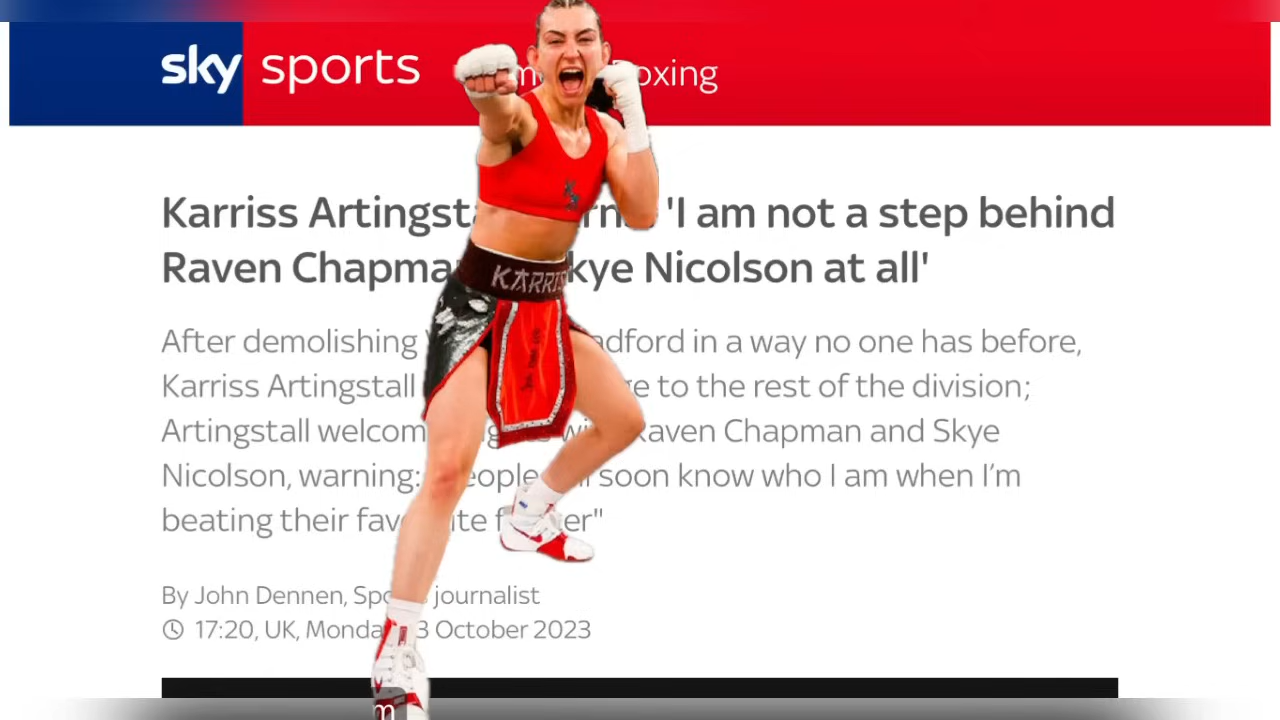 sky sports
oxing
Karriss Artingst 'I am not a step behind
Raven Chapma kye Nicolson at all'
After demolishing adford in a way no one has before,
Karriss Artingstall e to the rest of the division;
Artingstall welcom g wi Raven Chapman and Skye
Nicolson, warning: eople soon know who I am when I'm
beating their fav ite f er"
By John Dennen, Spo journalist
17:20, UK, Monda 3 October 2023
KARRIS
m